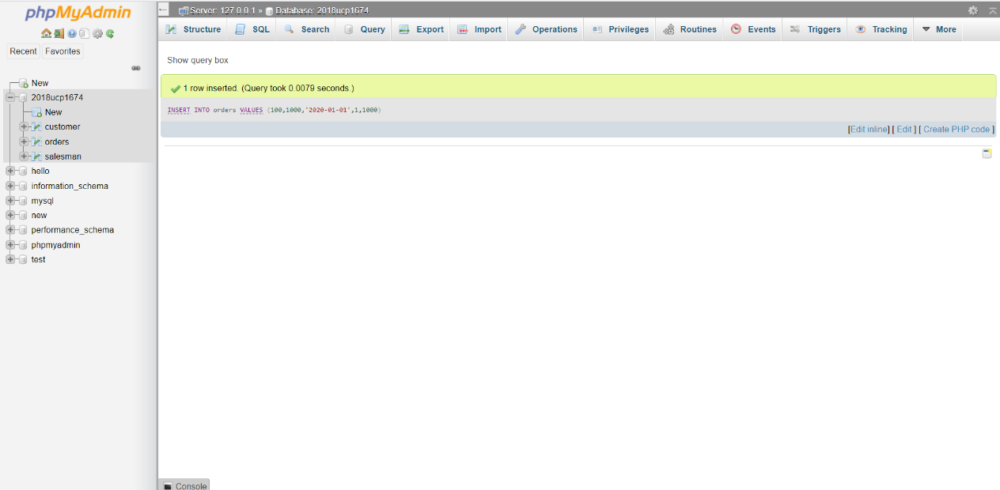 phpMyAdmin
Recent Favorites
New
2018ucp1674
New
customer
orders
salesman
hello
information_schema
mysql
new
performance_schema
phpmyadmin
test
Server: 127.0.0.1 » Database: 2018ucp1674
Structure SQL Search Query Export Import Operations Privileges Routines Events Triggers Tracking More
Show query box
1 row inserted. (Query took 0.0079 seconds.)
INSERT INTO orders VALUES (100,1000,'2020-01-01',1,1000)
[Edit inline] [ Edit ] [ Create PHP code ]
Console